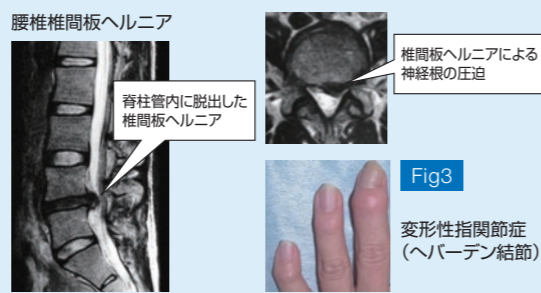 腰椎椎間板ヘルニア
脊柱管内に脱出した
椎間板ヘルニア
椎間板ヘルニアによる
神経根の圧迫
Fig3
変形性指関節症
（ヘバーデン結節）